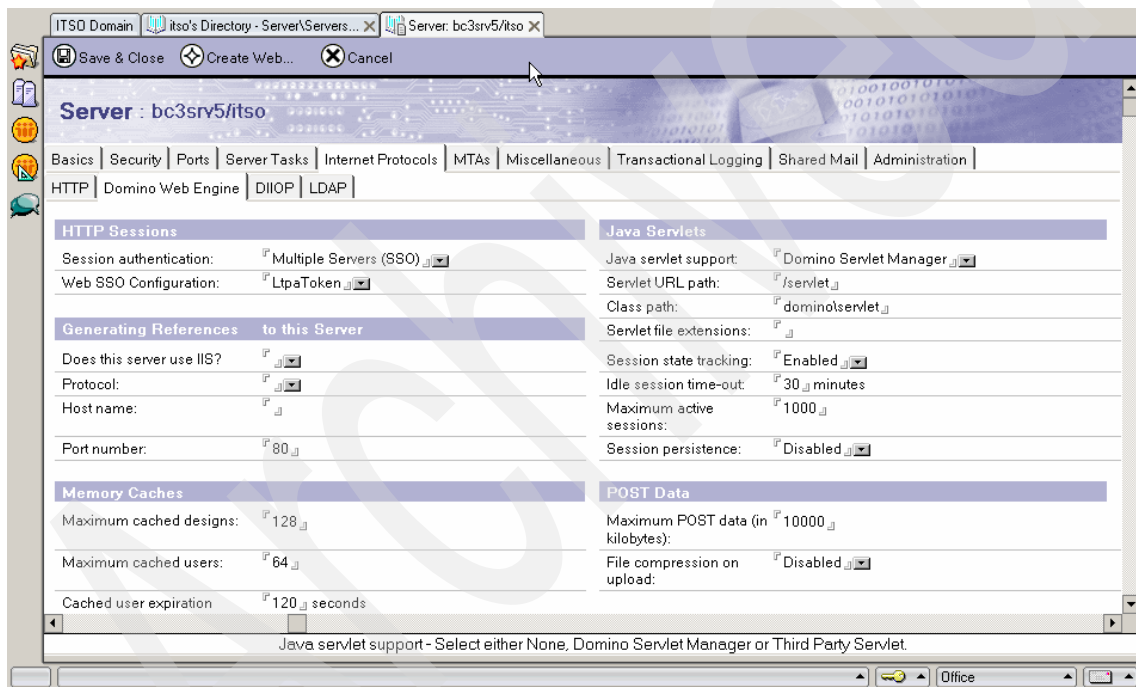 ITSO Domain
itso's Directory - Server\Servers...
Server: bc3srv5/itso
Save & Close
Create Web...
Cancel
Server : bc3srv5/itso
Basics
Security
Ports
Server Tasks
Internet Protocols
MTAs
Miscellaneous
Transactional Logging
Shared Mail
Administration
HTTP
Domino Web Engine
DIIOP
LDAP
HTTP Sessions
Session authentication: Multiple Servers (SSO)
Web SSO Configuration: LtpaToken
Generating References to this Server
Does this server use IIS?
Protocol:
Host name:
Port number: 80
Memory Caches
Maximum cached designs: 128
Maximum cached users: 64
Cached user expiration 120 seconds
Java Servlets
Java servlet support: Domino Servlet Manager
Servlet URL path: /servlet
Class path: domino\servlet
Servlet file extensions:
Session state tracking: Enabled
Idle session time-out: 30 minutes
Maximum active 1000
sessions:
Session persistence: Disabled
POST Data
Maximum POST data (in 10000
kilobytes):
File compression on Disabled
upload:
Java servlet support - Select either None, Domino Servlet Manager or Third Party Servlet.
Office